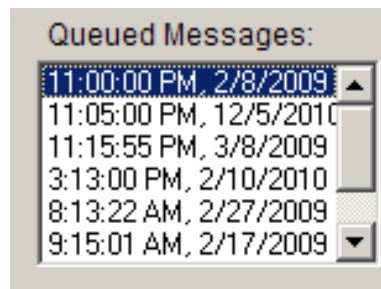 Queued Messages:
11:00:00 PM, 2/8/2009
11:05:00 PM, 12/5/2010
11:15:55 PM, 3/8/2009
3:13:00 PM, 2/10/2010
8:13:22 AM, 2/27/2009
9:15:01 AM, 2/17/2009